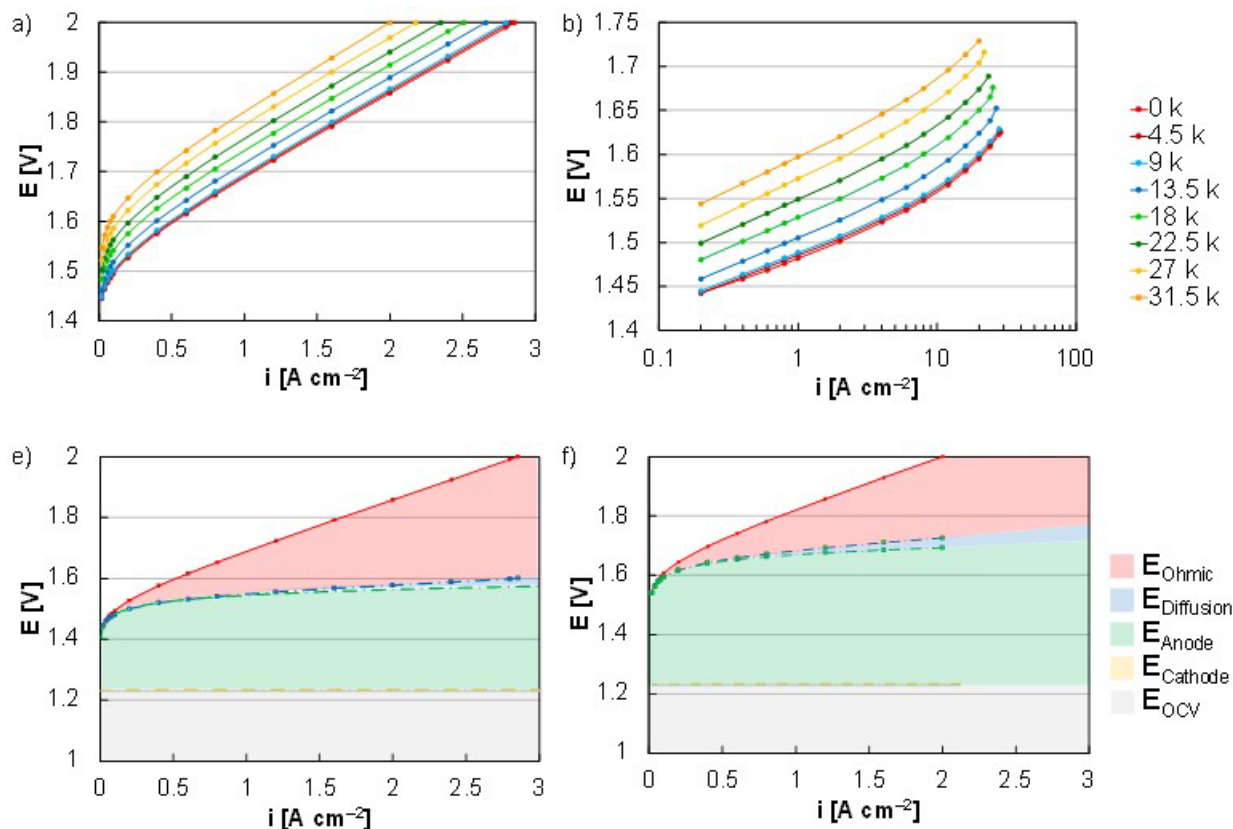 a)
2
1.9
1.8
1.7
1.6
1.5
1.4
E [V]
0 0.5 1 1.5 2 2.5 3
i [A cm⁻²]
b)
1.75
1.7
1.65
1.6
1.55
1.5
1.45
1.4
E [V]
0.1 1 10 100
i [A cm⁻²]
0 k
4.5 k
9 k
13.5 k
18 k
22.5 k
27 k
31.5 k
e)
2
1.8
1.6
1.4
1.2
1
E [V]
0 0.5 1 1.5 2 2.5 3
i [A cm⁻²]
f)
2
1.8
1.6
1.4
1.2
1
E [V]
0 0.5 1 1.5 2 2.5 3
i [A cm⁻²]
E Ohmic
E Diffusion
E Anode
E Cathode
E OCV